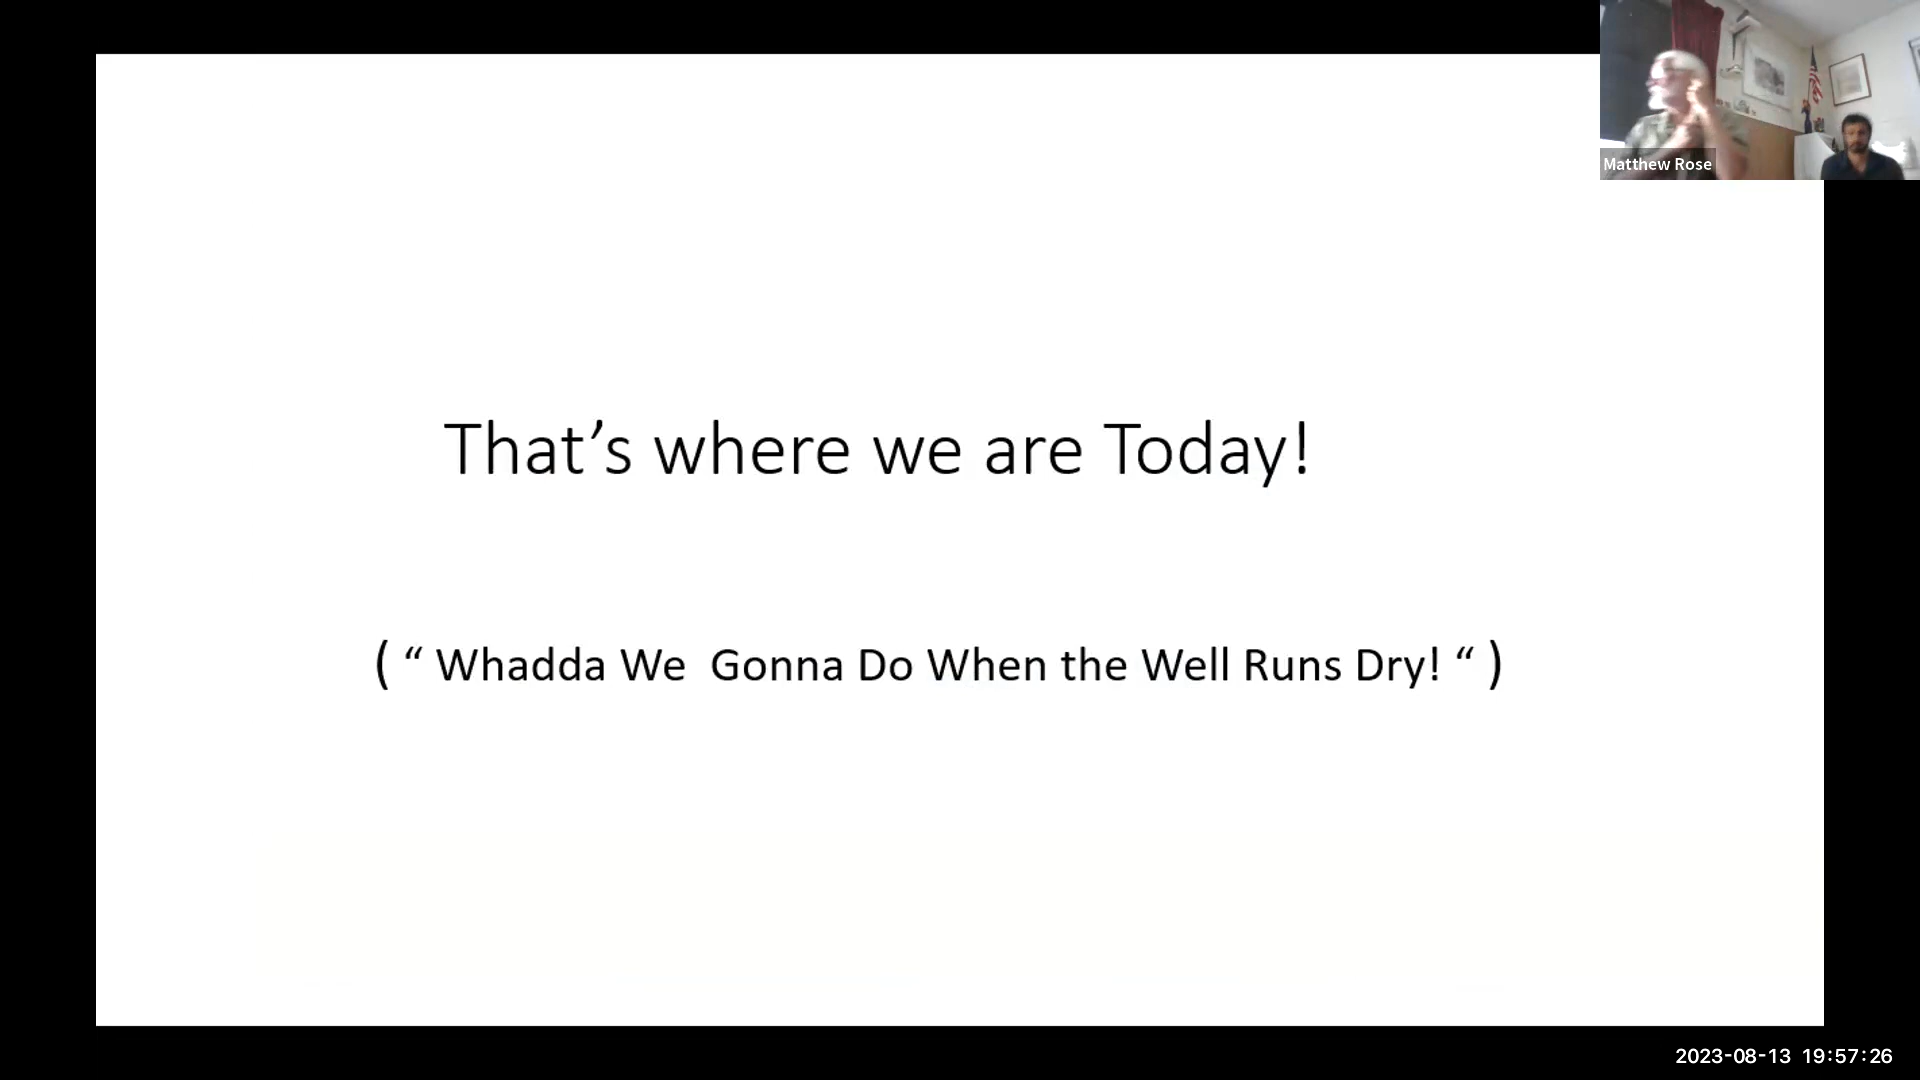 Matthew Rose
That’s where we are Today!
( “ Whadda We  Gonna Do When the Well Runs Dry! “ )
2023-08-13 19:57:26